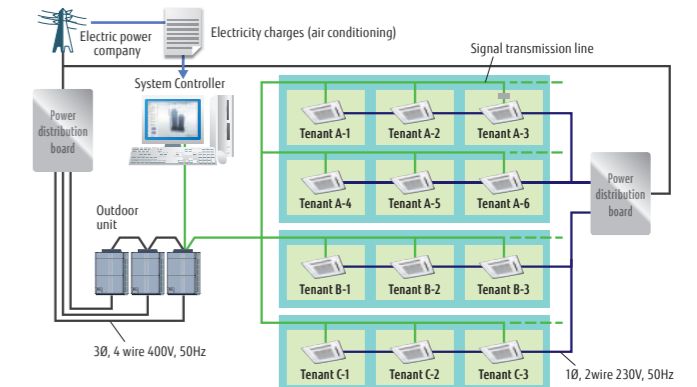 Electric power
company
Electricity charges (air conditioning)
Signal transmission line
System Controller
Power
distribution
board
Tenant A-1
Tenant A-2
Tenant A-3
Tenant A-4
Tenant A-5
Tenant A-6
Power
distribution
board
Outdoor
unit
Tenant B-1
Tenant B-2
Tenant B-3
3Ø, 4 wire 400V, 50Hz
Tenant C-1
Tenant C-2
Tenant C-3
1Ø, 2wire 230V, 50Hz